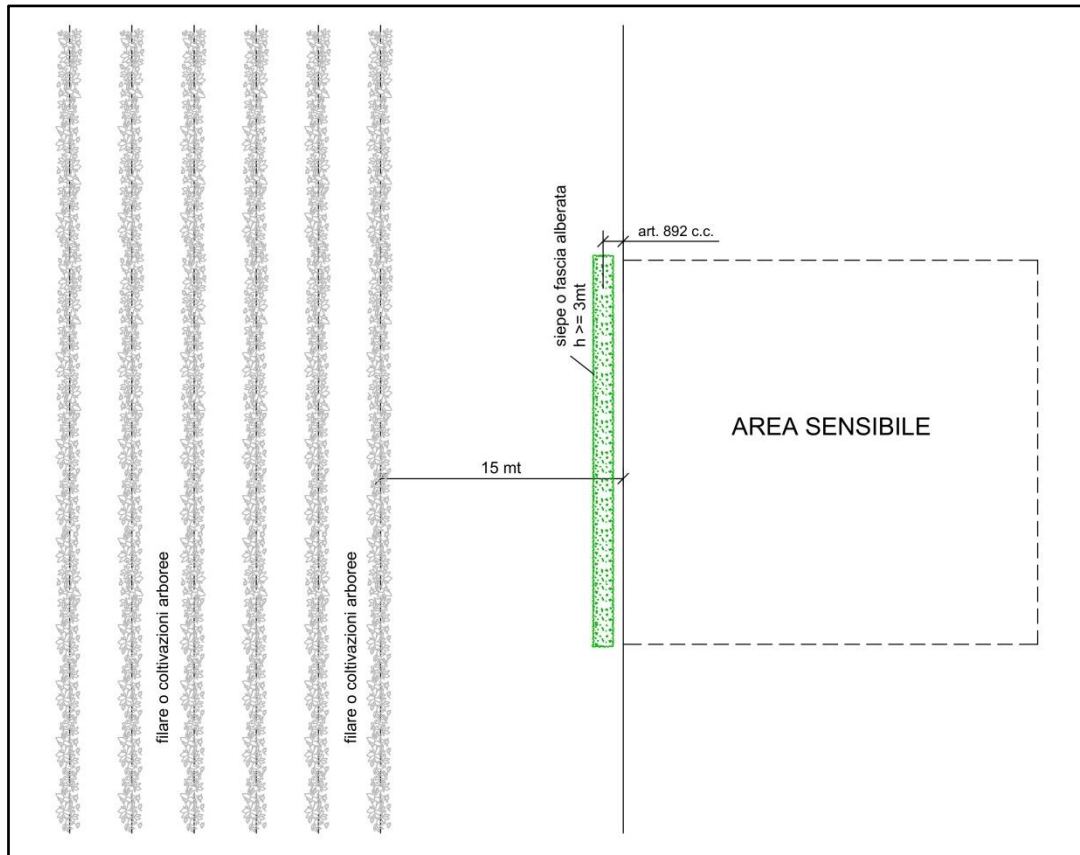 filare o coltivazioni arboree
filare o coltivazioni arboree
15 mt
siepe o fascia alberata
h >= 3mt
art. 892 c.c.
AREA SENSIBILE